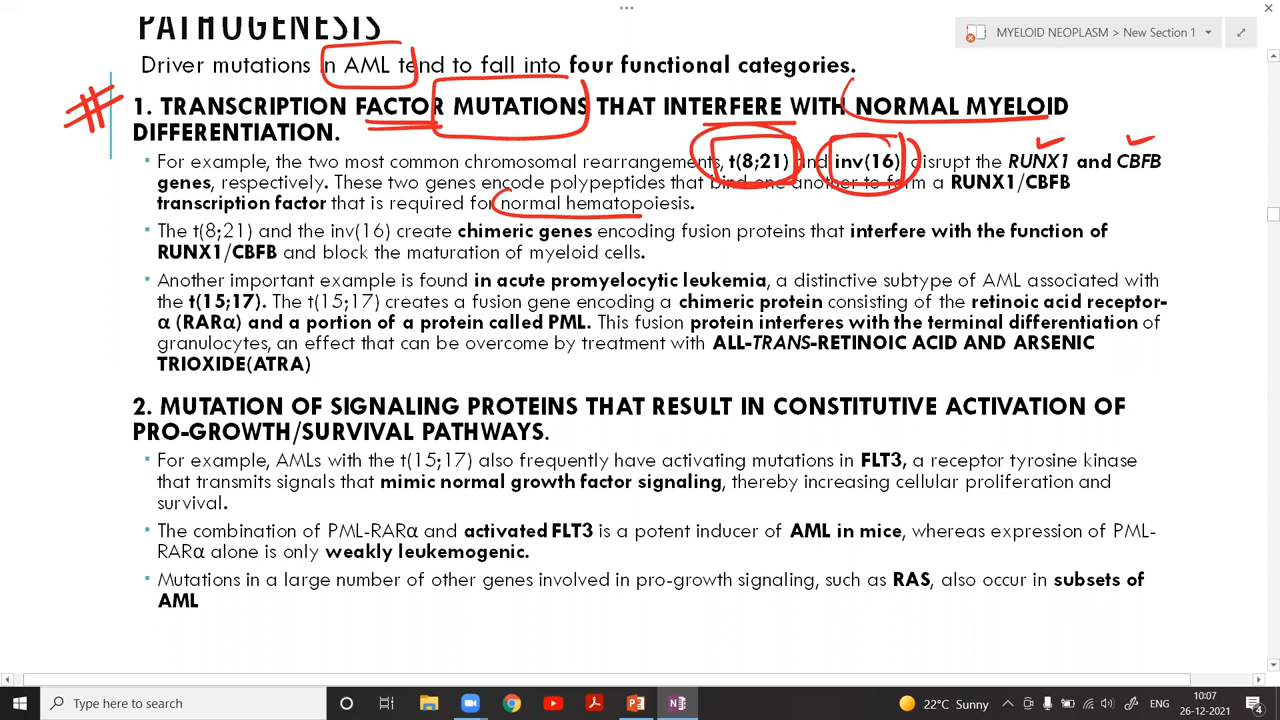 PATHOGENESIS
MYELOID NEOPLASM > New Section 1
Driver mutations in AML tend to fall into four functional categories.
1. TRANSCRIPTION FACTOR MUTATIONS THAT INTERFERE WITH NORMAL MYELOID
DIFFERENTIATION.
For example, the two most common chromosomal rearrangements, t(8;21) and inv(16), disrupt the RUNX1 and CBFB
genes, respectively. These two genes encode polypeptides that bind one another to form a RUNX1/CBFB
transcription factor that is required for normal hematopoiesis.
The t(8;21) and the inv(16) create chimeric genes encoding fusion proteins that interfere with the function of
RUNX1/CBFB and block the maturation of myeloid cells.
Another important example is found in acute promyelocytic leukemia, a distinctive subtype of AML associated with
the t(15;17). The t(15;17) creates a fusion gene encoding a chimeric protein consisting of the retinoic acid receptor-
α (RARα) and a portion of a protein called PML. This fusion protein interferes with the terminal differentiation of
granulocytes, an effect that can be overcome by treatment with ALL-TRANS-RETINOIC ACID AND ARSENIC
TRIOXIDE(ATRA)
2. MUTATION OF SIGNALING PROTEINS THAT RESULT IN CONSTITUTIVE ACTIVATION OF
PRO-GROWTH/SURVIVAL PATHWAYS.
For example, AMLs with the t(15;17) also frequently have activating mutations in FLT3, a receptor tyrosine kinase
that transmits signals that mimic normal growth factor signaling, thereby increasing cellular proliferation and
survival.
The combination of PML-RARα and activated FLT3 is a potent inducer of AML in mice, whereas expression of PML-
RARα alone is only weakly leukemogenic.
Mutations in a large number of other genes involved in pro-growth signaling, such as RAS, also occur in subsets of
AML
Type here to search
22°C Sunny
ENG
10:07
26-12-2021
4